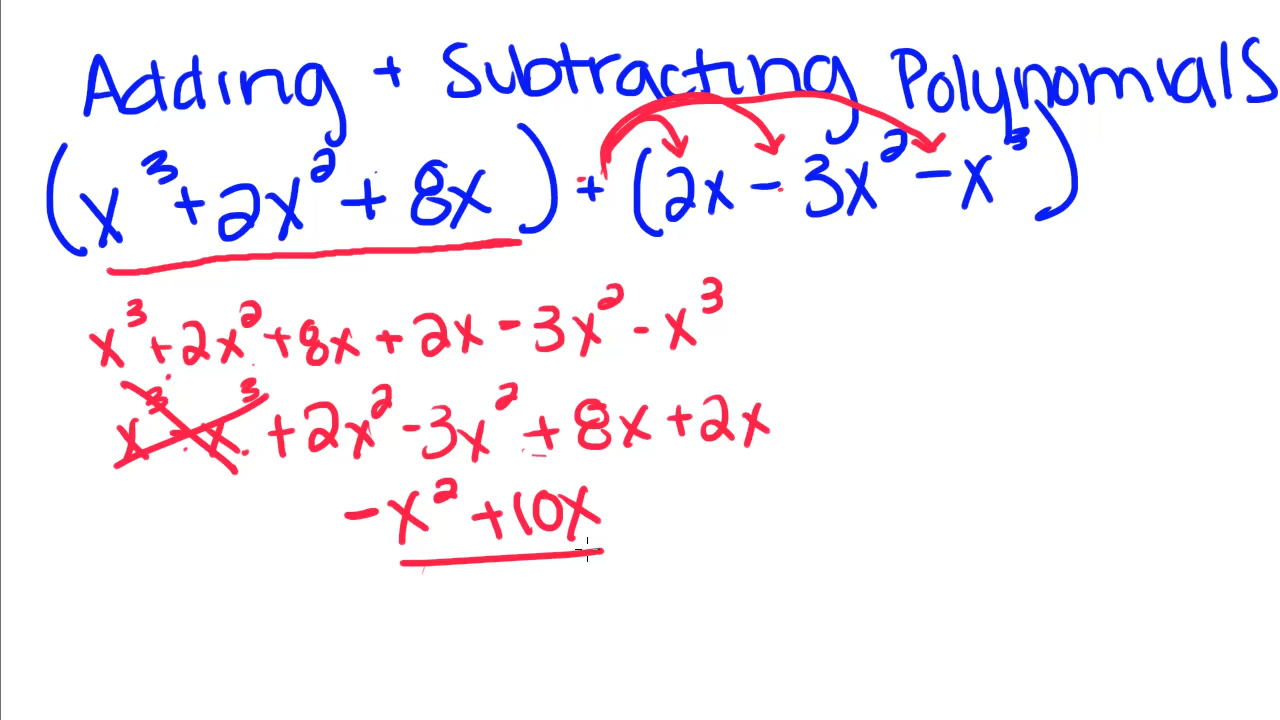 Adding + Subtracting Polynomials
(x³ + 2x² + 8x) + (2x - 3x² - x³)
x³ + 2x² + 8x + 2x - 3x² - x³
x³ - x³ + 2x² - 3x² + 8x + 2x
-x² + 10x